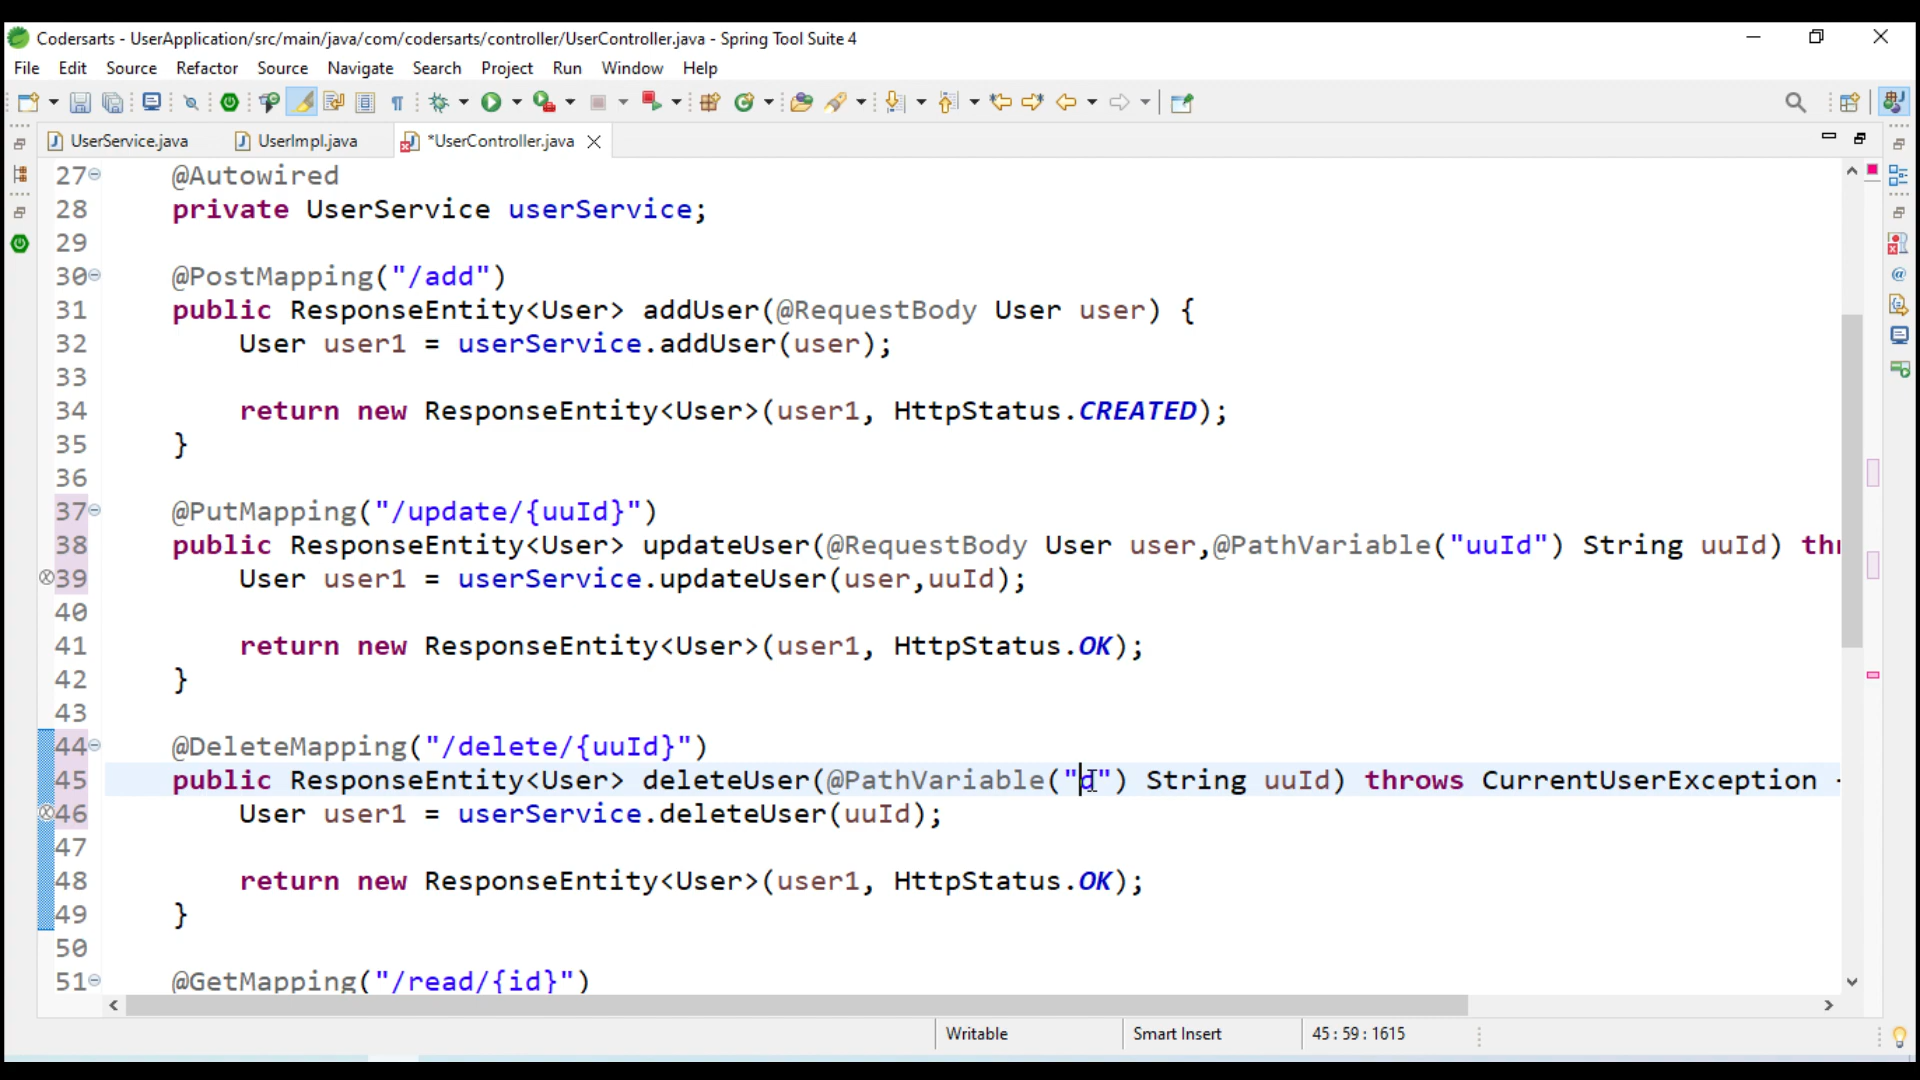 Codersarts - UserApplication/src/main/java/com/codersarts/controller/UserController.java - Spring Tool Suite 4
File Edit Source Refactor Source Navigate Search Project Run Window Help
UserService.java UserImpl.java *UserController.java
27 @Autowired
28 private UserService userService;
29
30 @PostMapping("/add")
31 public ResponseEntity<User> addUser(@RequestBody User user) {
32 User user1 = userService.addUser(user);
33
34 return new ResponseEntity<User>(user1, HttpStatus.CREATED);
35 }
36
37 @PutMapping("/update/{uuId}")
38 public ResponseEntity<User> updateUser(@RequestBody User user,@PathVariable("uuId") String uuId) thr
39 User user1 = userService.updateUser(user,uuId);
40
41 return new ResponseEntity<User>(user1, HttpStatus.OK);
42 }
43
44 @DeleteMapping("/delete/{uuId}")
45 public ResponseEntity<User> deleteUser(@PathVariable("d") String uuId) throws CurrentUserException
46 User user1 = userService.deleteUser(uuId);
47
48 return new ResponseEntity<User>(user1, HttpStatus.OK);
49 }
50
51 @GetMapping("/read/{id}")
Writable Smart Insert 45 : 59 : 1615